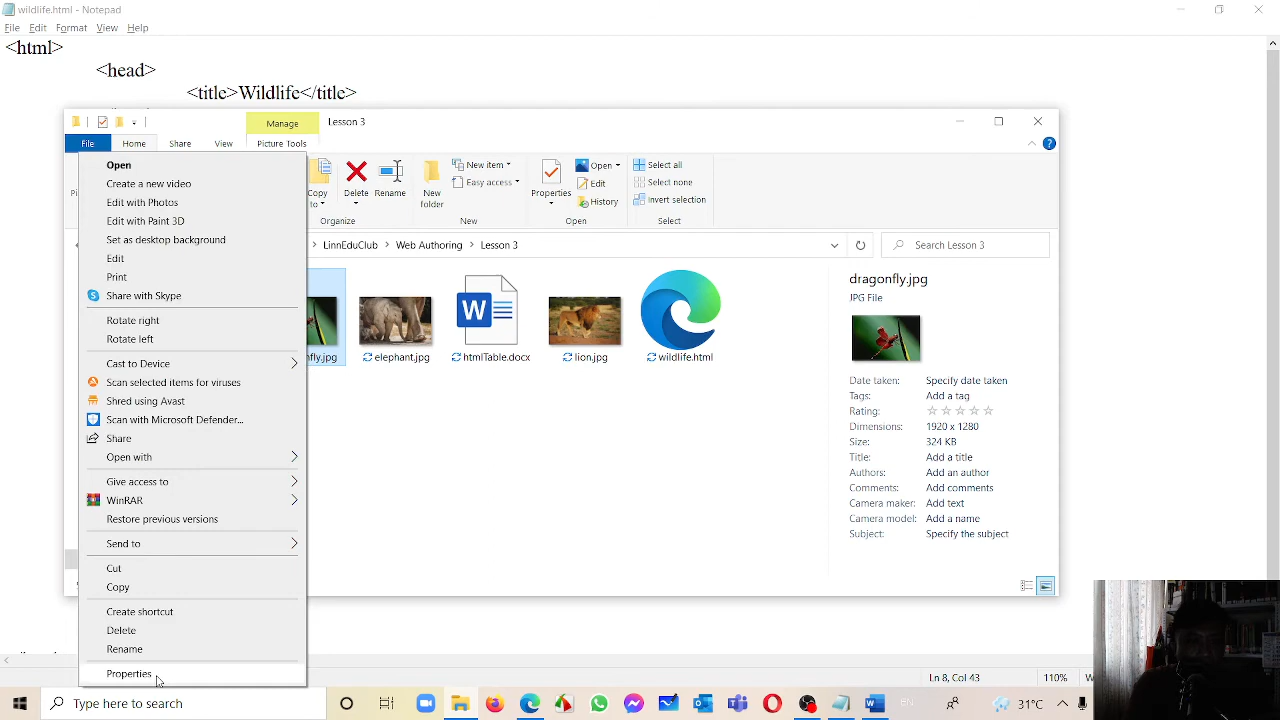 wildlife.html - Notepad
File Edit Format View Help
<html>
<head>
<title>Wildlife</title>
Manage
Lesson 3
File Home Share View Picture Tools
Open
Create a new video
Edit with Photos
Edit with Paint 3D
Set as desktop background
Edit
Print
Share with Skype
Rotate right
Rotate left
Cast to Device
Scan selected items for viruses
Shred using Avast
Scan with Microsoft Defender...
Share
Open with
Give access to
WinRAR
Restore previous versions
Send to
Cut
Copy
Create shortcut
Delete
Rename
Properties
Copy to
Delete
Rename
Organize
New folder
New item
Easy access
New
Properties
Open
Edit
History
Open
Select all
Select none
Invert selection
Select
LinnEduClub > Web Authoring > Lesson 3
Search Lesson 3
fly.jpg
elephant.jpg
htmlTable.docx
lion.jpg
wildlife.html
dragonfly.jpg
JPG File
Date taken: Specify date taken
Tags: Add a tag
Rating:
Dimensions: 1920 x 1280
Size: 324 KB
Title: Add a title
Authors: Add an author
Comments: Add comments
Camera maker: Add text
Camera model: Add a name
Subject: Specify the subject
Ln 8, Col 43 110%
Type here to search
ENG
31°C